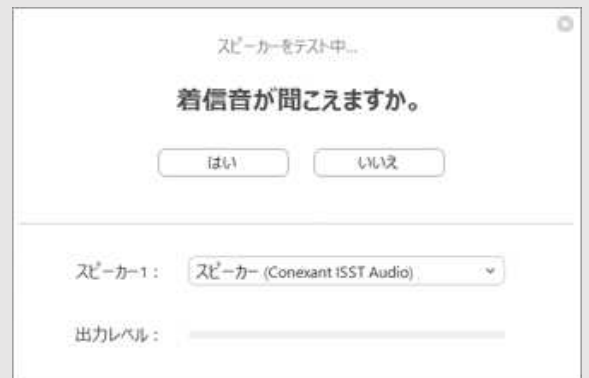 スピーカーをテスト中...
着信音が聞こえますか。
はい いいえ
スピーカー1： スピーカー (Conexant ISST Audio)
出力レベル：